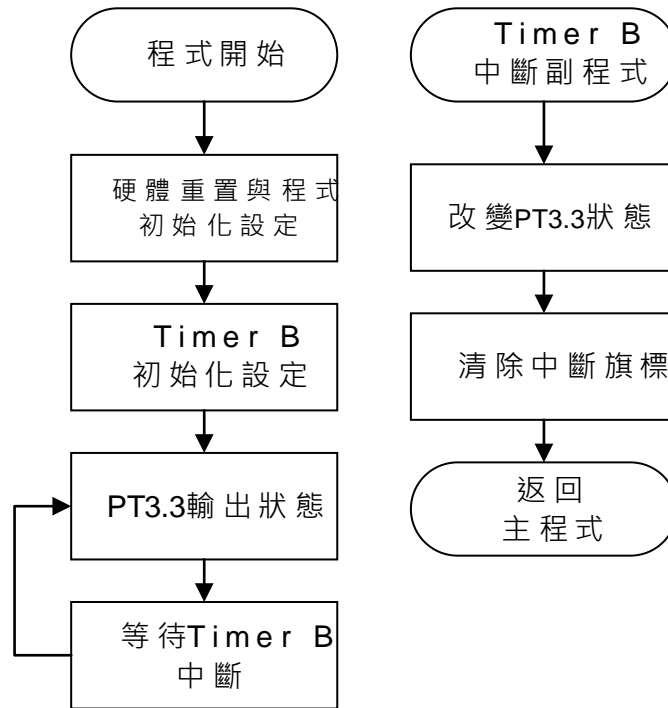 程式開始
硬體重置與程式
初始化設定
Timer B
初始化設定
PT3.3輸出狀態
等待Timer B
中斷
Timer B
中斷副程式
改變PT3.3狀態
清除中斷旗標
返回
主程式